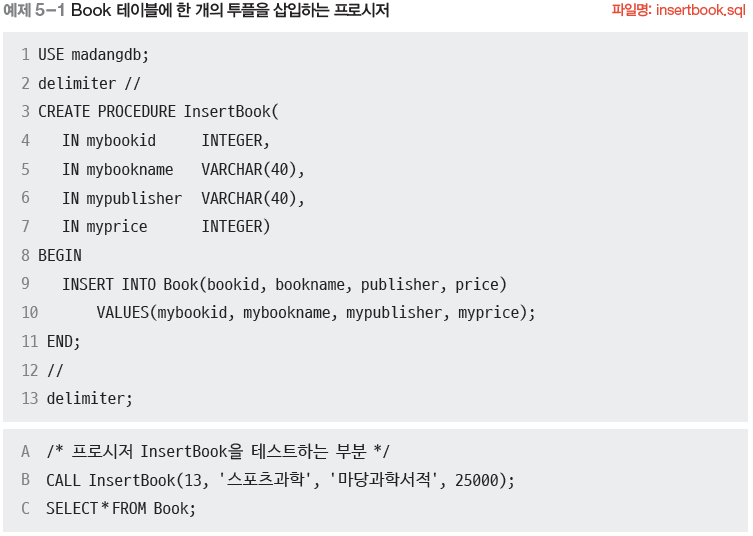 예제 5-1 Book 테이블에 한 개의 투플을 삽입하는 프로시저 파일명: insertbook.sql
1 USE madangdb;
2 delimiter //
3 CREATE PROCEDURE InsertBook(
4 IN mybookid INTEGER,
5 IN mybookname VARCHAR(40),
6 IN mypublisher VARCHAR(40),
7 IN myprice INTEGER)
8 BEGIN
9 INSERT INTO Book(bookid, bookname, publisher, price)
10 VALUES(mybookid, mybookname, mypublisher, myprice);
11 END;
12 //
13 delimiter;
A /* 프로시저 InsertBook을 테스트하는 부분 */
B CALL InsertBook(13, '스포츠과학', '마당과학서적', 25000);
C SELECT*FROM Book;